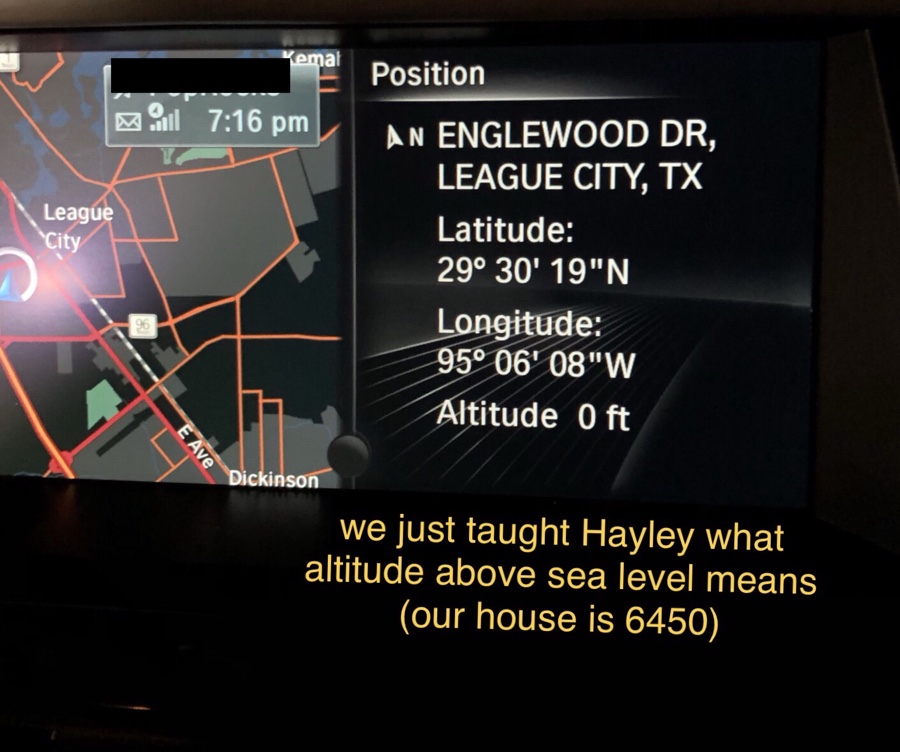 Kemah
7:16 pm
League
City
96
E Ave
Dickinson
Position
N ENGLEWOOD DR,
LEAGUE CITY, TX
Latitude:
29° 30' 19"N
Longitude:
95° 06' 08"W
Altitude 0 ft
we just taught Hayley what
altitude above sea level means
(our house is 6450)